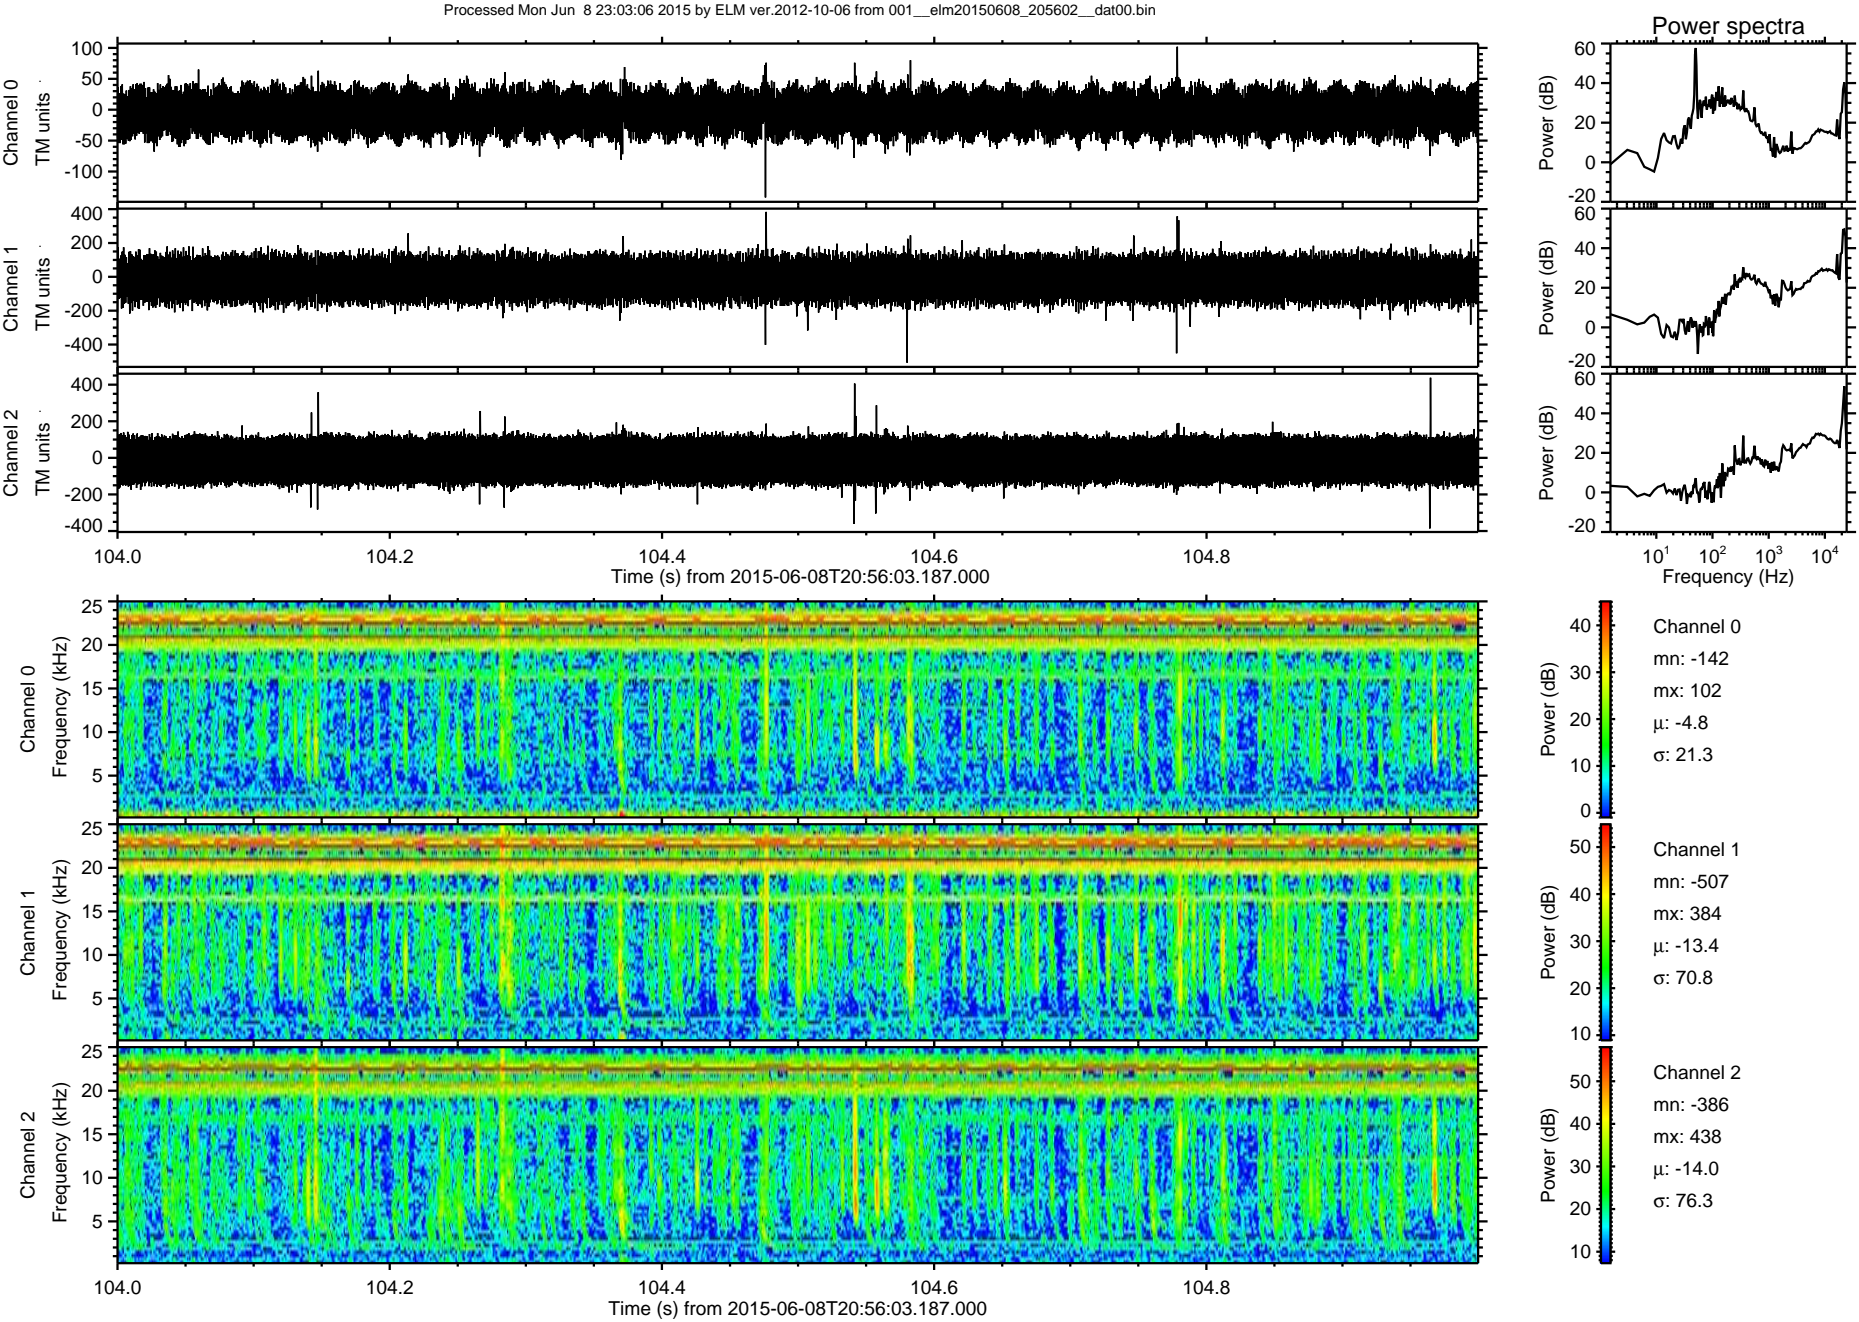 Processed Mon Jun  8 23:03:06 2015 by ELM ver.2012-10-06 from 001__elm20150608_205602__dat00.bin
Power spectra
Channel 0
TM units
100
50
0
-50
-100
Power (dB)
60
40
20
0
-20
Channel 1
TM units
400
200
0
-200
-400
Power (dB)
60
40
20
0
-20
Channel 2
TM units
400
200
0
-200
-400
Power (dB)
60
40
20
0
-20
104.0 104.2 104.4 104.6 104.8
Time (s) from 2015-06-08T20:56:03.187.000
10¹ 10² 10³ 10⁴
Frequency (Hz)
Channel 0
Frequency (kHz)
25
20
15
10
5
Power (dB)
40
30
20
10
0
Channel 0
mn: -142
mx: 102
μ: -4.8
σ: 21.3
Channel 1
Frequency (kHz)
25
20
15
10
5
Power (dB)
50
40
30
20
10
Channel 1
mn: -507
mx: 384
μ: -13.4
σ: 70.8
Channel 2
Frequency (kHz)
25
20
15
10
5
Power (dB)
50
40
30
20
10
Channel 2
mn: -386
mx: 438
μ: -14.0
σ: 76.3
104.0 104.2 104.4 104.6 104.8
Time (s) from 2015-06-08T20:56:03.187.000